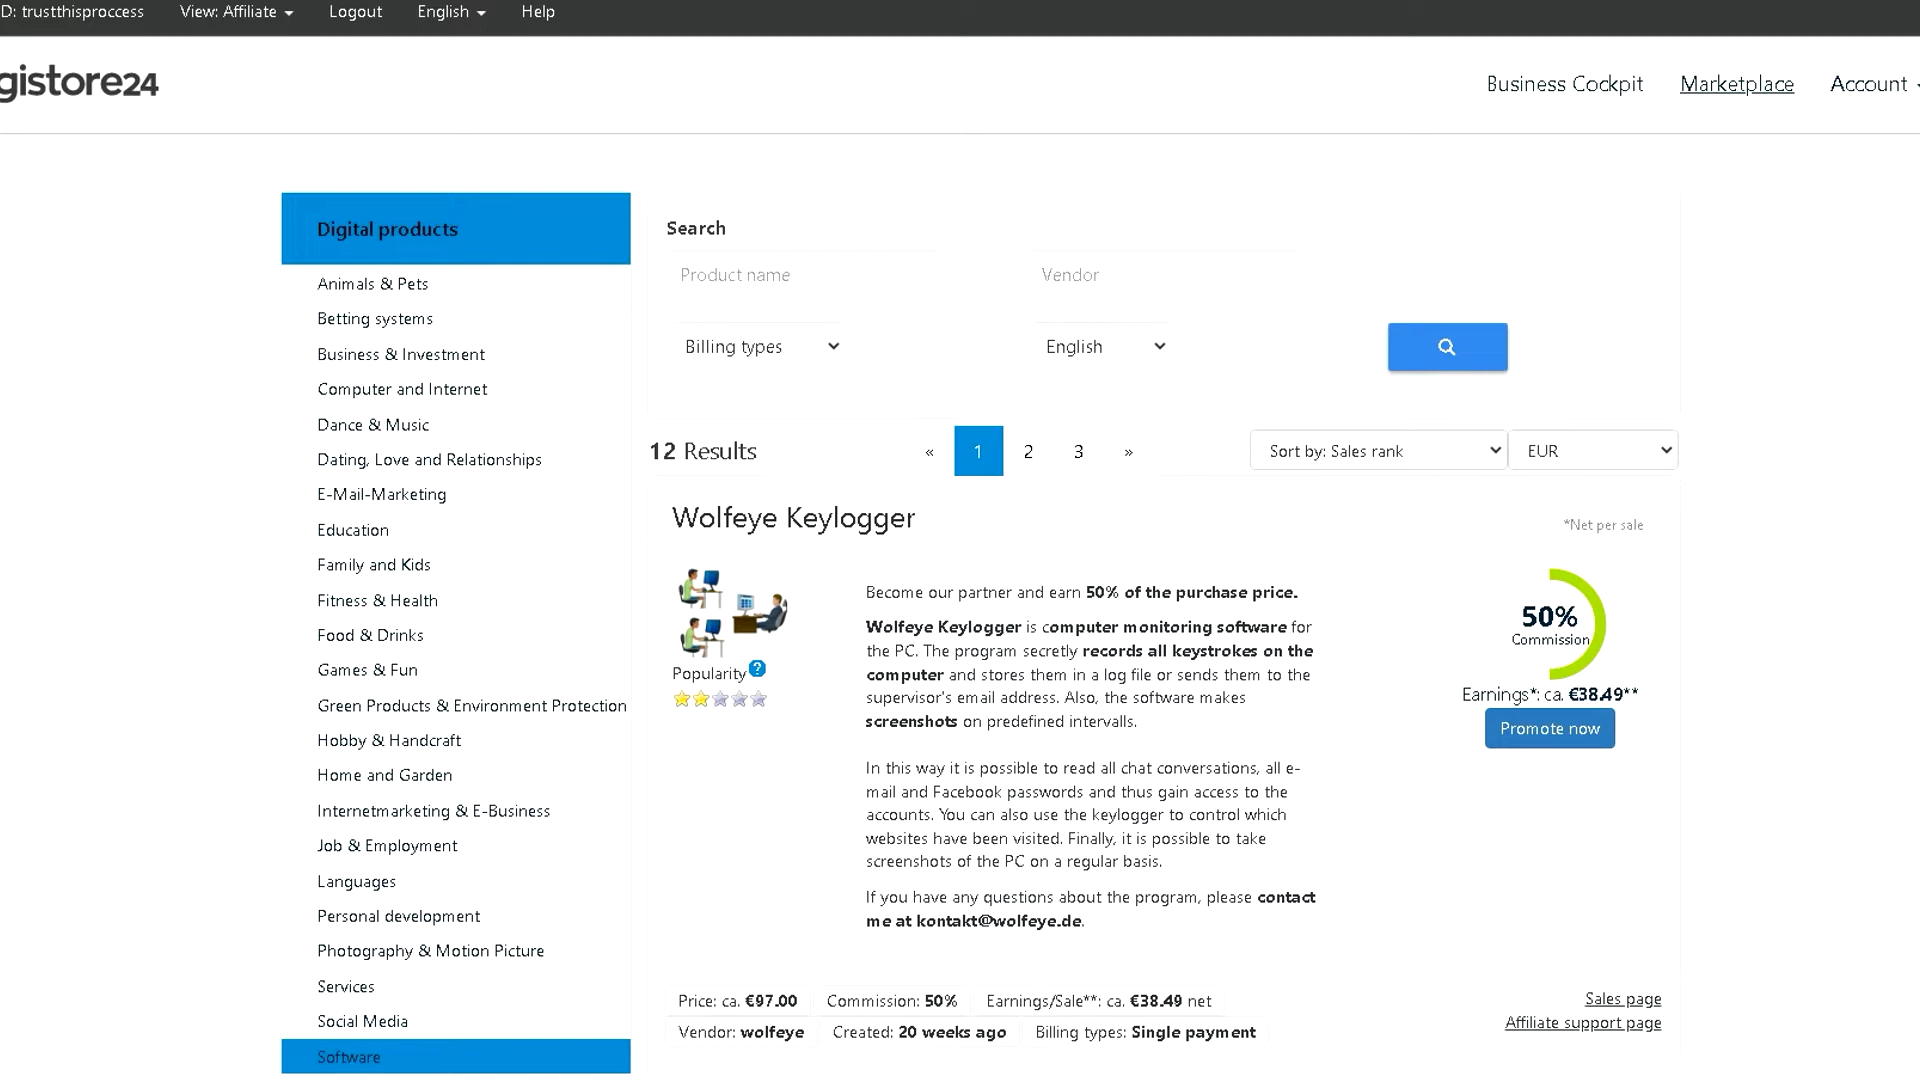 D: trustthisproccess View: Affiliate Logout English Help
gistore24
Business Cockpit Marketplace Account
Digital products
Animals & Pets
Betting systems
Business & Investment
Computer and Internet
Dance & Music
Dating, Love and Relationships
E-Mail-Marketing
Education
Family and Kids
Fitness & Health
Food & Drinks
Games & Fun
Green Products & Environment Protection
Hobby & Handcraft
Home and Garden
Internetmarketing & E-Business
Job & Employment
Languages
Personal development
Photography & Motion Picture
Services
Social Media
Software
Search
Product name Vendor
Billing types English
12 Results « 1 2 3 » Sort by: Sales rank EUR
Wolfeye Keylogger
*Net per sale
Popularity ?
Become our partner and earn 50% of the purchase price.
Wolfeye Keylogger is computer monitoring software for
the PC. The program secretly records all keystrokes on the
computer and stores them in a log file or sends them to the
supervisor's email address. Also, the software makes
screenshots on predefined intervalls.
In this way it is possible to read all chat conversations, all e-
mail and Facebook passwords and thus gain access to the
accounts. You can also use the keylogger to control which
websites have been visited. Finally, it is possible to take
screenshots of the PC on a regular basis.
If you have any questions about the program, please contact
me at kontakt@wolfeye.de.
50%
Commission
Earnings*: ca. €38.49**
Promote now
Price: ca. €97.00 Commission: 50% Earnings/Sale**: ca. €38.49 net
Vendor: wolfeye Created: 20 weeks ago Billing types: Single payment
Sales page
Affiliate support page